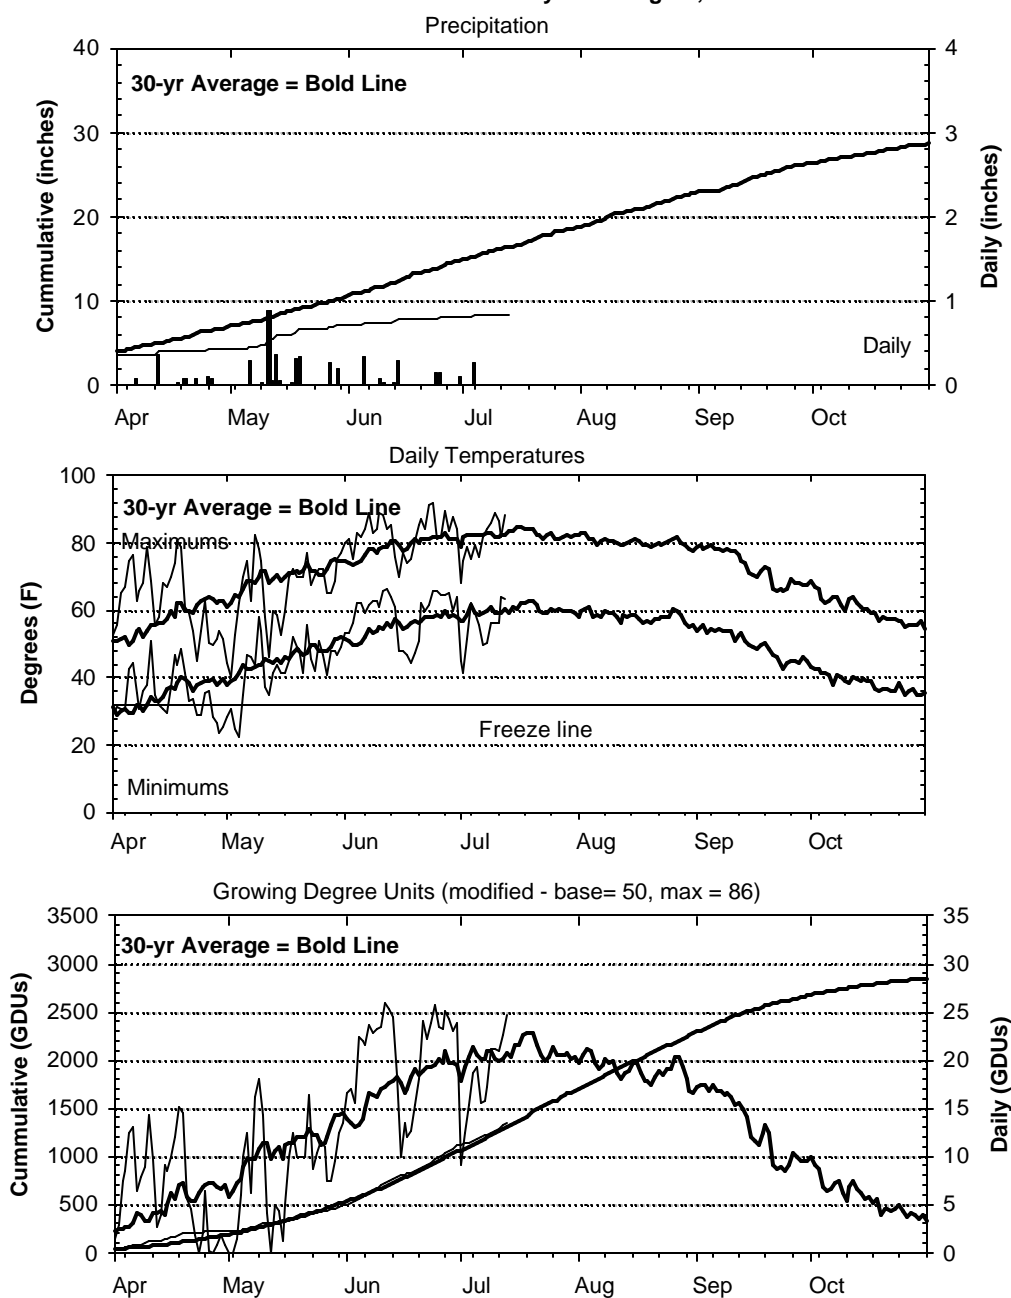 Precipitation
40
4
30-yr Average = Bold Line
30
3
20
2
10
1
Daily
0
0
Cummulative (inches)
Daily (inches)
Apr May Jun Jul Aug Sep Oct
Daily Temperatures
100
30-yr Average = Bold Line
Maximums
80
60
40
Freeze line
20
Minimums
0
Degrees (F)
Apr May Jun Jul Aug Sep Oct
Growing Degree Units (modified - base= 50, max = 86)
3500
35
30-yr Average = Bold Line
3000
30
2500
25
2000
20
1500
15
1000
10
500
5
0
0
Cummulative (GDUs)
Daily (GDUs)
Apr May Jun Jul Aug Sep Oct